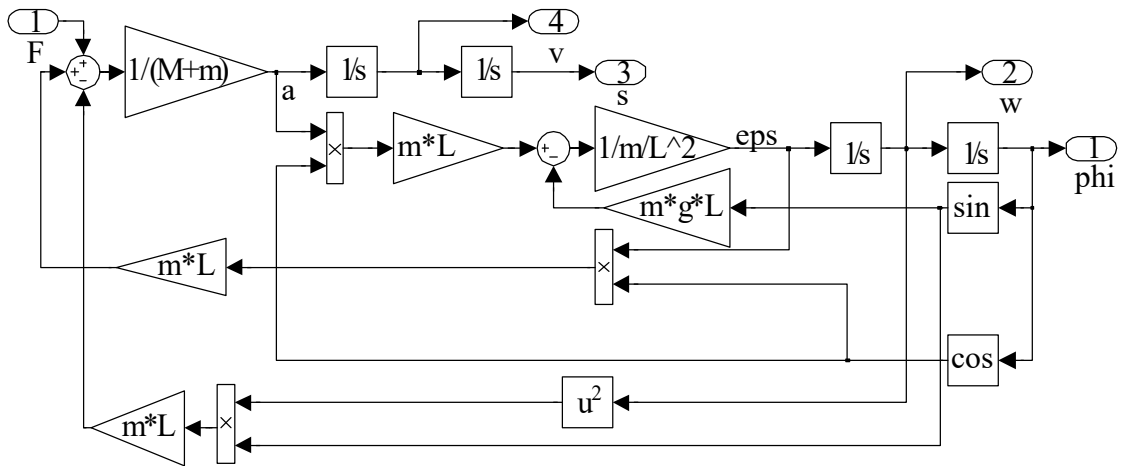 1
F
1/(M+m)
a
1/s
1/s
4
v
3
s
2
w
×
m*L
1/m/L^2
eps
1/s
1/s
1
phi
m*g*L
sin
m*L
×
cos
m*L
×
u²